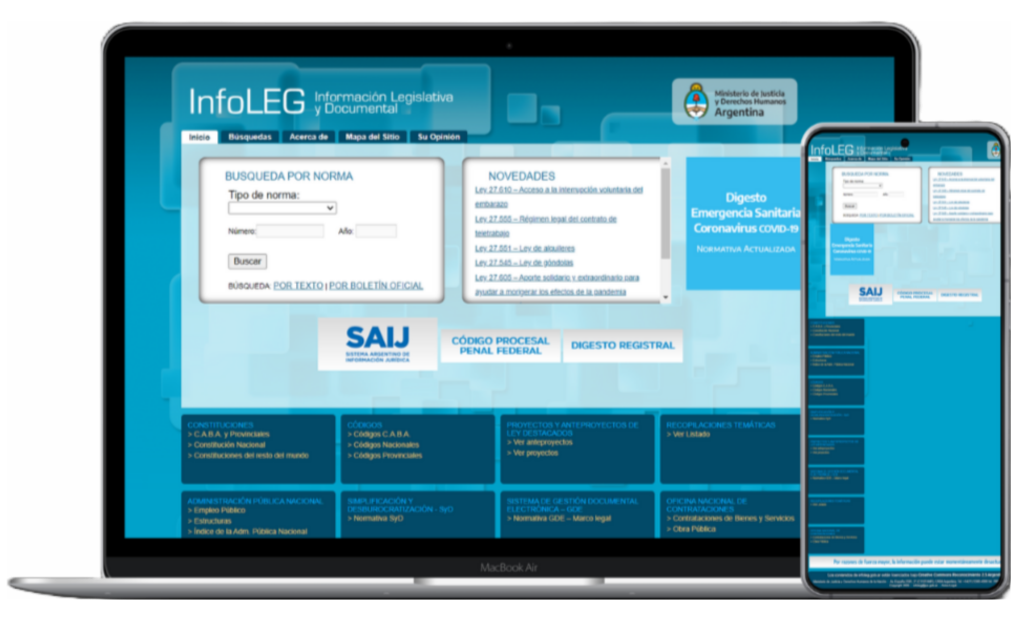 InfoLEG Información Legislativa
y Documental
Ministerio de Justicia
y Derechos Humanos
Argentina
Inicio Búsquedas Acerca de Mapa del Sitio Su Opinión
BUSQUEDA POR NORMA
Tipo de norma:
Número: Año:
Buscar
BÚSQUEDA: POR TEXTO | POR BOLETÍN OFICIAL
NOVEDADES
Ley 27.610 – Acceso a la interrupción voluntaria del
embarazo
Ley 27.555 – Régimen legal del contrato de
teletrabajo
Ley 27.551 – Ley de alquileres
Ley 27.545 – Ley de góndolas
Ley 27.605 – Aporte solidario y extraordinario para
ayudar a morigerar los efectos de la pandemia
Digesto
Emergencia Sanitaria
Coronavirus COVID-19
NORMATIVA ACTUALIZADA
SAIJ
SISTEMA ARGENTINO DE
INFORMACIÓN JURÍDICA
CÓDIGO PROCESAL
PENAL FEDERAL
DIGESTO REGISTRAL
CONSTITUCIONES
> C.A.B.A. y Provinciales
> Constitución Nacional
> Constituciones del resto del mundo
CÓDIGOS
> Códigos C.A.B.A.
> Códigos Nacionales
> Códigos Provinciales
PROYECTOS Y ANTEPROYECTOS DE
LEY DESTACADOS
> Ver anteproyectos
> Ver proyectos
RECOPILACIONES TEMÁTICAS
> Ver Listado
ADMINISTRACIÓN PÚBLICA NACIONAL
> Empleo Público
> Estructuras
> Índice de la Adm. Pública Nacional
SIMPLIFICACIÓN Y
DESBUROCRATIZACIÓN - SyD
> Normativa SyD
SISTEMA DE GESTIÓN DOCUMENTAL
ELECTRÓNICA – GDE
> Normativa GDE – Marco legal
OFICINA NACIONAL DE
CONTRATACIONES
> Contrataciones de Bienes y Servicios
> Obra Pública
MacBook Air
InfoLEG
BUSQUEDA POR NORMA
Tipo de norma:
NOVEDADES
Digesto
Emergencia Sanitaria
Coronavirus COVID-19
SAIJ
CÓDIGO PROCESAL
PENAL FEDERAL
DIGESTO REGISTRAL